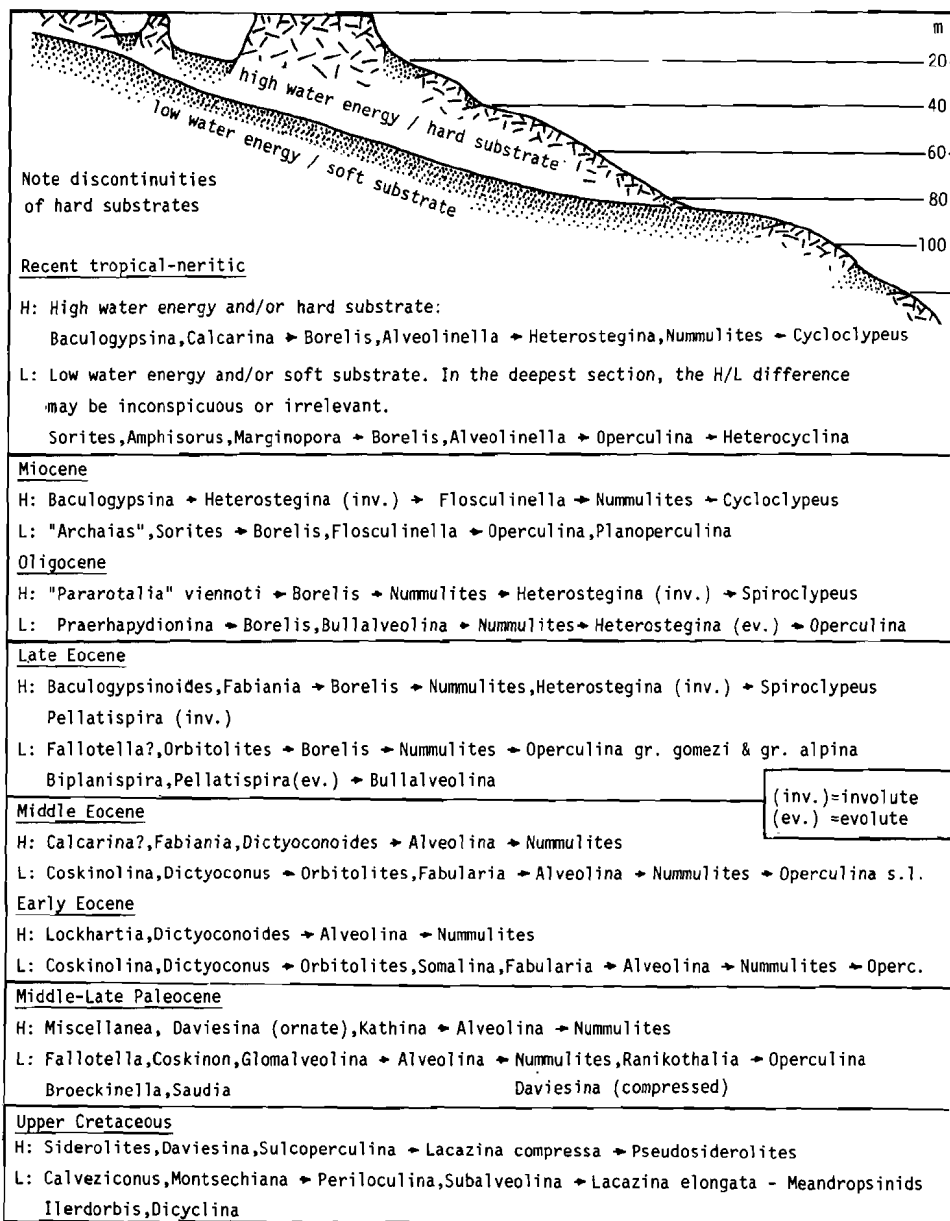 m
20
high water energy / hard substrate
40
low water energy / soft substrate
60
Note discontinuities
of hard substrates
80
100
Recent tropical-neritic
H: High water energy and/or hard substrate:
Baculogypsina,Calcarina → Borelis,Alveolinella → Heterostegina,Nummulites → Cycloclypeus
L: Low water energy and/or soft substrate. In the deepest section, the H/L difference
may be inconspicuous or irrelevant.
Sorites,Amphisorus,Marginopora → Borelis,Alveolinella → Operculina → Heterocyclina
Miocene
H: Baculogypsina → Heterostegina (inv.) → Flosculinella → Nummulites → Cycloclypeus
L: "Archaias",Sorites → Borelis,Flosculinella → Operculina,Planoperculina
Oligocene
H: "Pararotalia" viennoti → Borelis → Nummulites → Heterostegina (inv.) → Spiroclypeus
L: Praerhapydionina → Borelis,Bullalveolina → Nummulites → Heterostegina (ev.) → Operculina
Late Eocene
H: Baculogypsinoides,Fabiania → Borelis → Nummulites,Heterostegina (inv.) → Spiroclypeus
Pellatispira (inv.)
L: Fallotella?,Orbitolites → Borelis → Nummulites → Operculina gr. gomezi & gr. alpina
Biplanispira,Pellatispira(ev.) → Bullalveolina
(inv.)=involute
(ev.) =evolute
Middle Eocene
H: Calcarina?,Fabiania,Dictyoconoides → Alveolina → Nummulites
L: Coskinolina,Dictyoconus → Orbitolites,Fabularia → Alveolina → Nummulites → Operculina s.l.
Early Eocene
H: Lockhartia,Dictyoconoides → Alveolina → Nummulites
L: Coskinolina,Dictyoconus → Orbitolites,Somalina,Fabularia → Alveolina → Nummulites → Operc.
Middle-Late Paleocene
H: Miscellanea, Daviesina (ornate),Kathina → Alveolina → Nummulites
L: Fallotella,Coskinon,Glomalveolina → Alveolina → Nummulites,Ranikothalia → Operculina
Broeckinella,Saudia Daviesina (compressed)
Upper Cretaceous
H: Siderolites,Daviesina,Sulcoperculina → Lacazina compressa → Pseudosiderolites
L: Calveziconus,Montsechiana → Periloculina,Subalveolina → Lacazina elongata - Meandropsinids
Ilerdorbis,Dicyclina